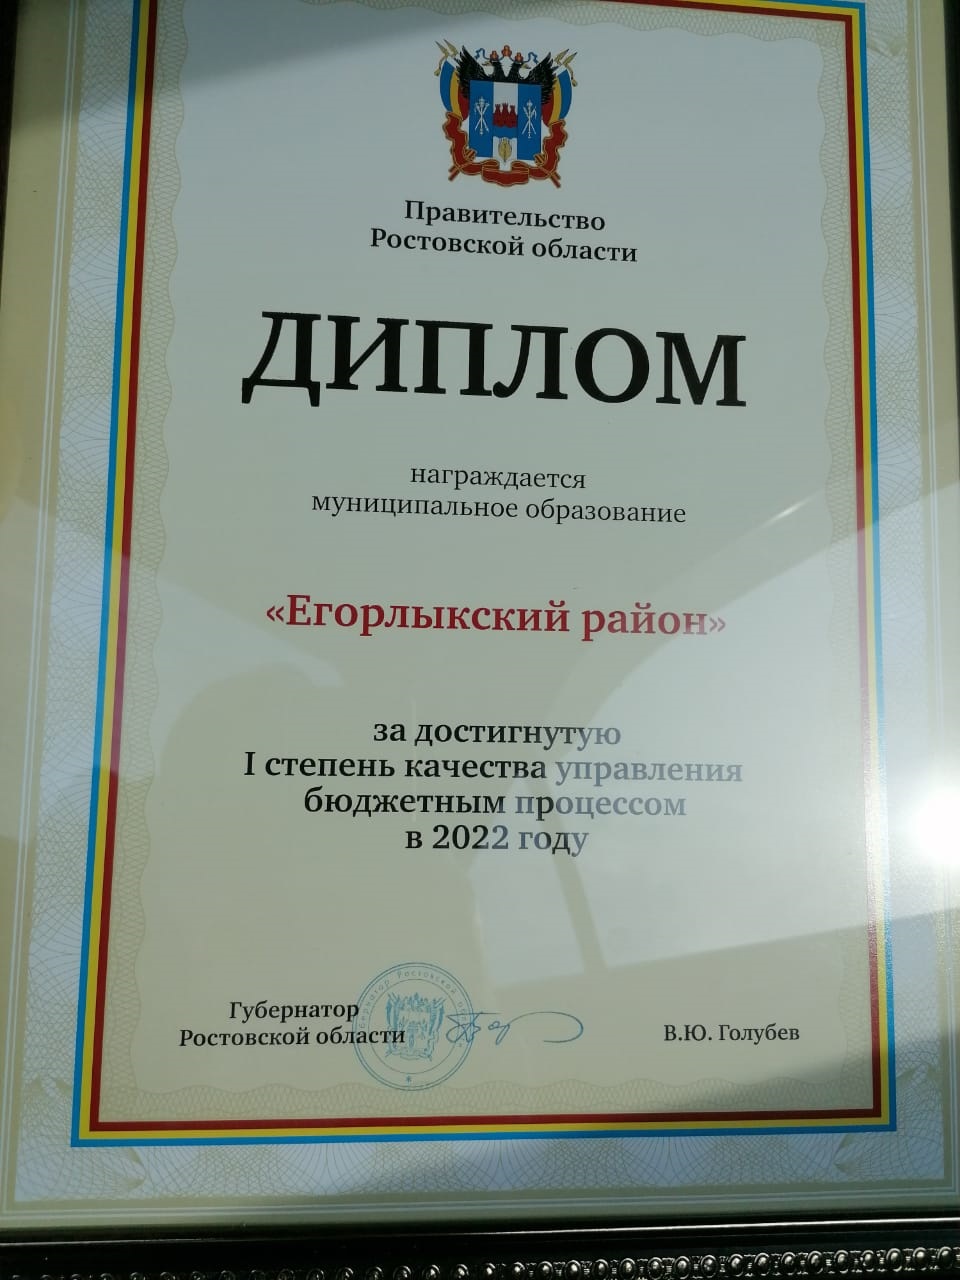 Правительство
Ростовской области
ДИПЛОМ
награждается
муниципальное образование
«Егорлыкский район»
за достигнутую
I степень качества управления
бюджетным процессом
в 2022 году
Губернатор
Ростовской области
В.Ю. Голубев